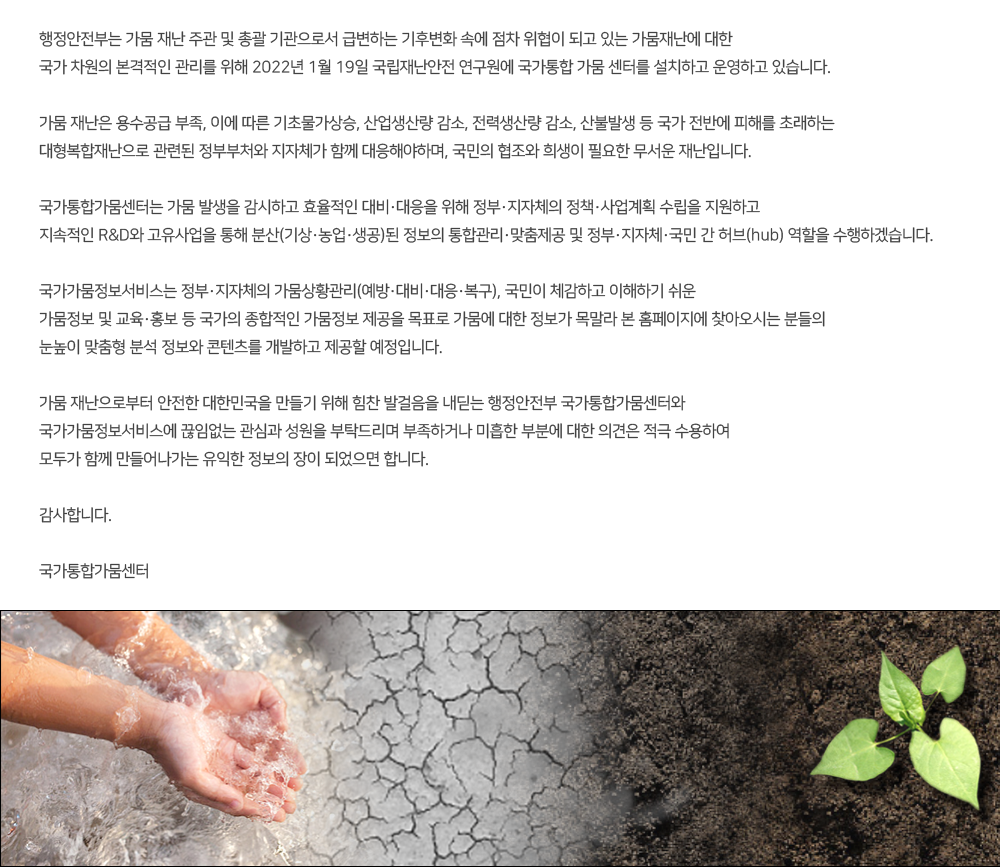 행정안전부는 가뭄 재난 주관 및 총괄 기관으로서 급변하는 기후변화 속에 점차 위협이 되고 있는 가뭄재난에 대한
국가 차원의 본격적인 관리를 위해 2022년 1월 19일 국립재난안전 연구원에 국가통합 가뭄 센터를 설치하고 운영하고 있습니다.
가뭄 재난은 용수공급 부족, 이에 따른 기초물가상승, 산업생산량 감소, 전력생산량 감소, 산불발생 등 국가 전반에 피해를 초래하는
대형복합재난으로 관련된 정부부처와 지자체가 함께 대응해야하며, 국민의 협조와 희생이 필요한 무서운 재난입니다.
국가통합가뭄센터는 가뭄 발생을 감시하고 효율적인 대비·대응을 위해 정부·지자체의 정책·사업계획 수립을 지원하고
지속적인 R&D와 고유사업을 통해 분산(기상·농업·생공)된 정보의 통합관리·맞춤제공 및 정부·지자체·국민 간 허브(hub) 역할을 수행하겠습니다.
국가가뭄정보서비스는 정부·지자체의 가뭄상황관리(예방·대비·대응·복구), 국민이 체감하고 이해하기 쉬운
가뭄정보 및 교육·홍보 등 국가의 종합적인 가뭄정보 제공을 목표로 가뭄에 대한 정보가 목말라 본 홈페이지에 찾아오시는 분들의
눈높이 맞춤형 분석 정보와 콘텐츠를 개발하고 제공할 예정입니다.
가뭄 재난으로부터 안전한 대한민국을 만들기 위해 힘찬 발걸음을 내딛는 행정안전부 국가통합가뭄센터와
국가가뭄정보서비스에 끊임없는 관심과 성원을 부탁드리며 부족하거나 미흡한 부분에 대한 의견은 적극 수용하여
모두가 함께 만들어나가는 유익한 정보의 장이 되었으면 합니다.
감사합니다.
국가통합가뭄센터